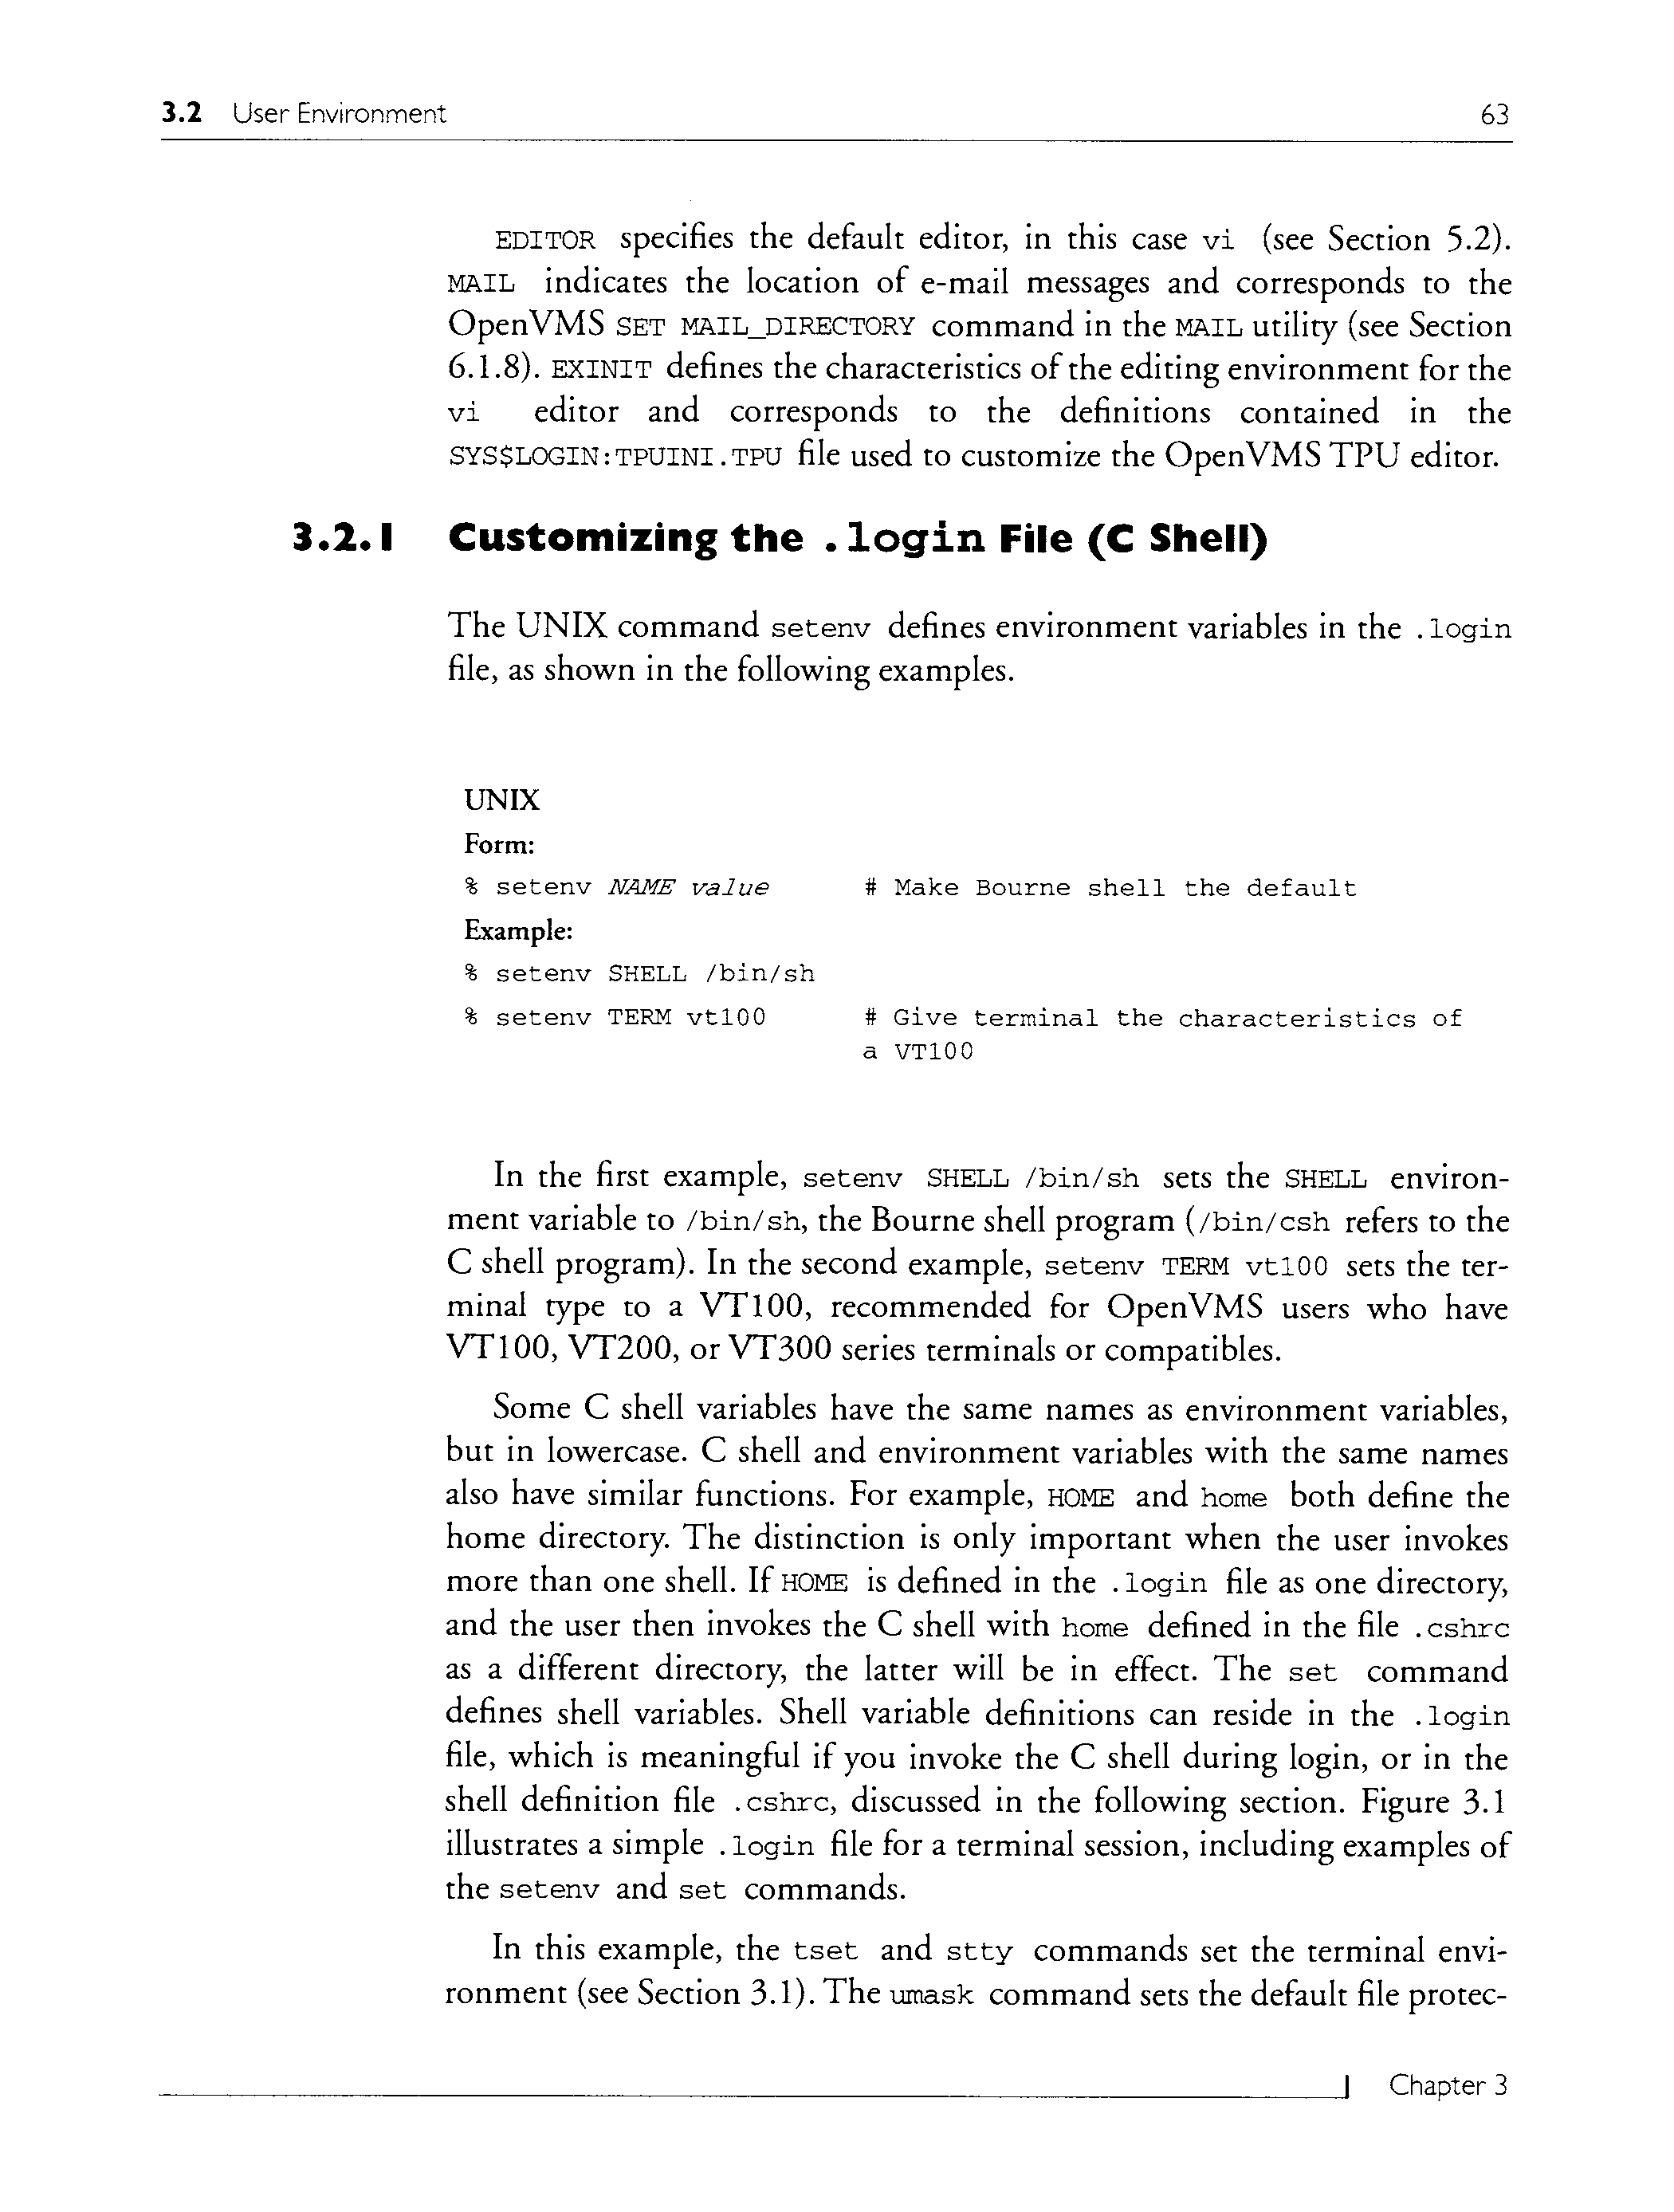 3.2 User Environment 63
EDITOR specifies the default editor, in this case vi (see Section 5.2).
MAIL indicates the location of e-mail messages and corresponds to the
OpenVMS SET MAIL_DIRECTORY command in the MAIL utility (see Section
6.1.8). EXINIT defines the characteristics of the editing environment for the
vi editor and corresponds to the definitions contained in the
SYS$LOGIN:TPUINI.TPU file used to customize the OpenVMS TPU editor.
3.2.1 Customizing the .login File (C Shell)
The UNIX command setenv defines environment variables in the .login
file, as shown in the following examples.
UNIX
Form:
% setenv NAME value # Make Bourne shell the default
Example:
% setenv SHELL /bin/sh
% setenv TERM vt100 # Give terminal the characteristics of
a VT100
In the first example, setenv SHELL /bin/sh sets the SHELL environ-
ment variable to /bin/sh, the Bourne shell program (/bin/csh refers to the
C shell program). In the second example, setenv TERM vt100 sets the ter-
minal type to a VT100, recommended for OpenVMS users who have
VT100, VT200, or VT300 series terminals or compatibles.
Some C shell variables have the same names as environment variables,
but in lowercase. C shell and environment variables with the same names
also have similar functions. For example, HOME and home both define the
home directory. The distinction is only important when the user invokes
more than one shell. If HOME is defined in the .login file as one directory,
and the user then invokes the C shell with home defined in the file .cshrc
as a different directory, the latter will be in effect. The set command
defines shell variables. Shell variable definitions can reside in the .login
file, which is meaningful if you invoke the C shell during login, or in the
shell definition file .cshrc, discussed in the following section. Figure 3.1
illustrates a simple .login file for a terminal session, including examples of
the setenv and set commands.
In this example, the tset and stty commands set the terminal envi-
ronment (see Section 3.1). The umask command sets the default file protec-
Chapter 3